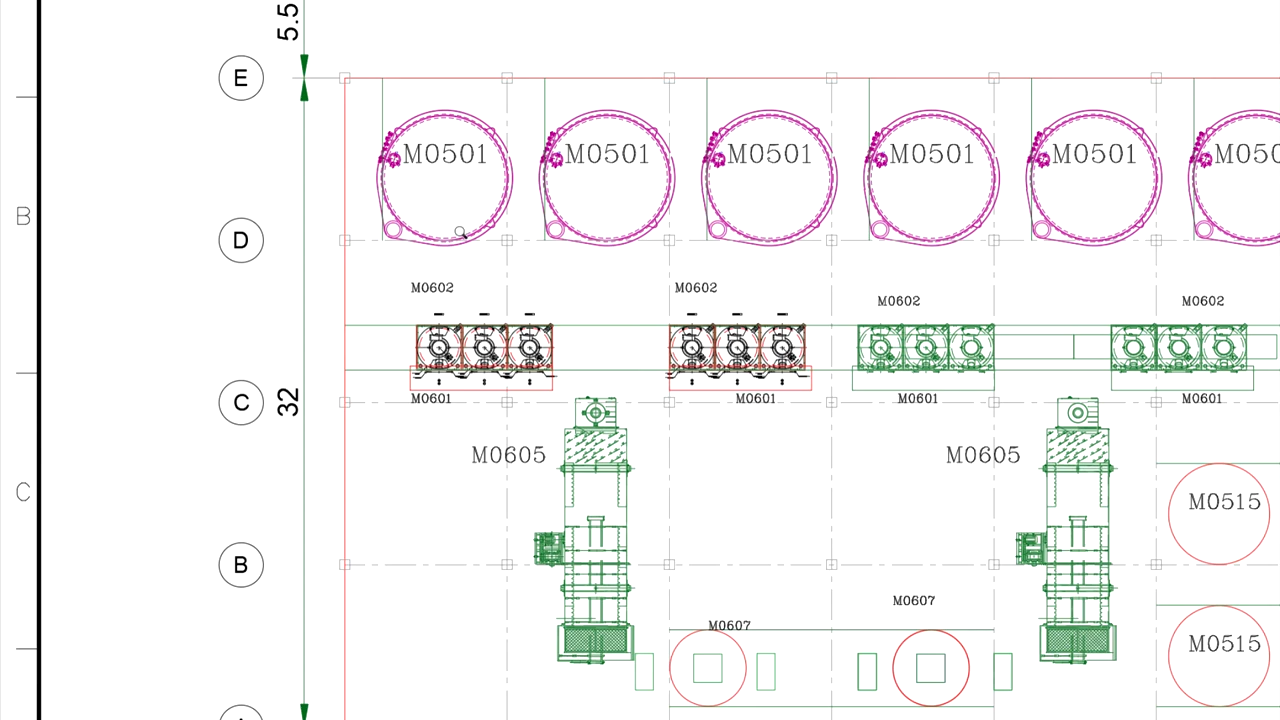 5.5
E
M0501 M0501 M0501 M0501 M0501
B
D
M0602 M0602 M0602 M0602
32
C
M0601 M0601 M0601 M0601
M0605 M0605
C
M0515
B
M0607
M0607
M0515